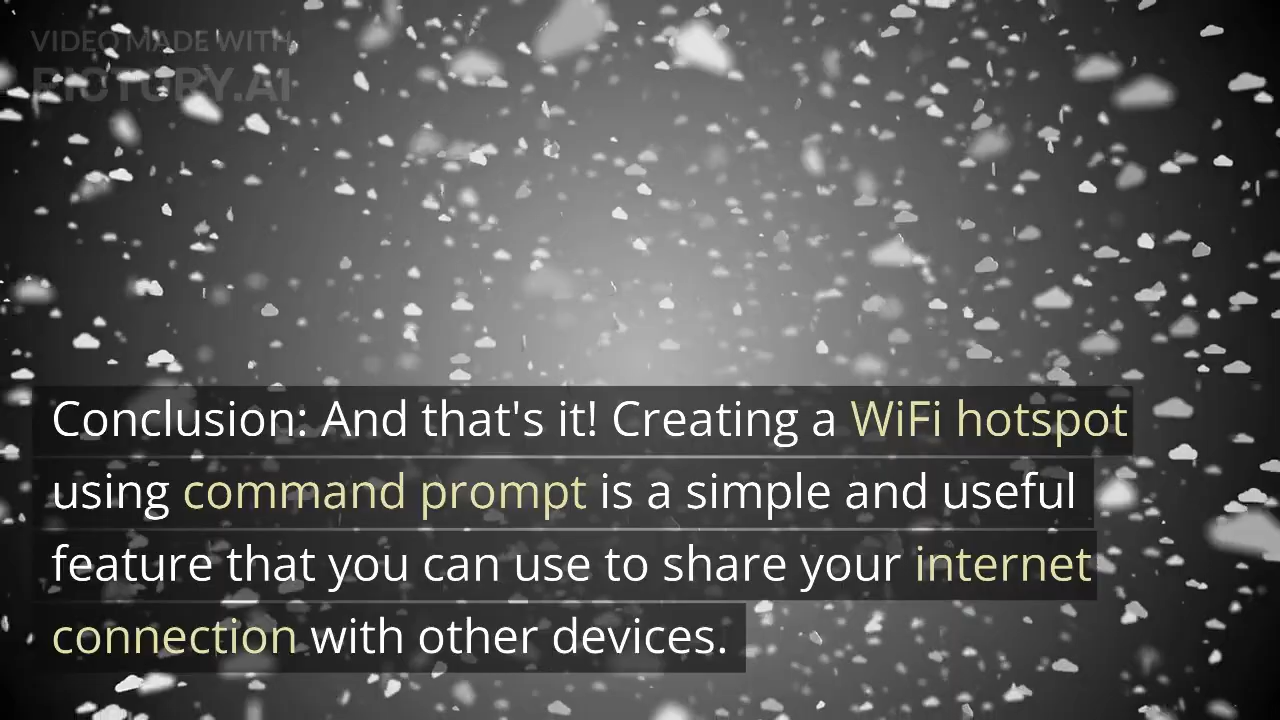 VIDEO MADE WITH
PICTORY.AI
Conclusion: And that's it! Creating a WiFi hotspot
using command prompt is a simple and useful
feature that you can use to share your internet
connection with other devices.